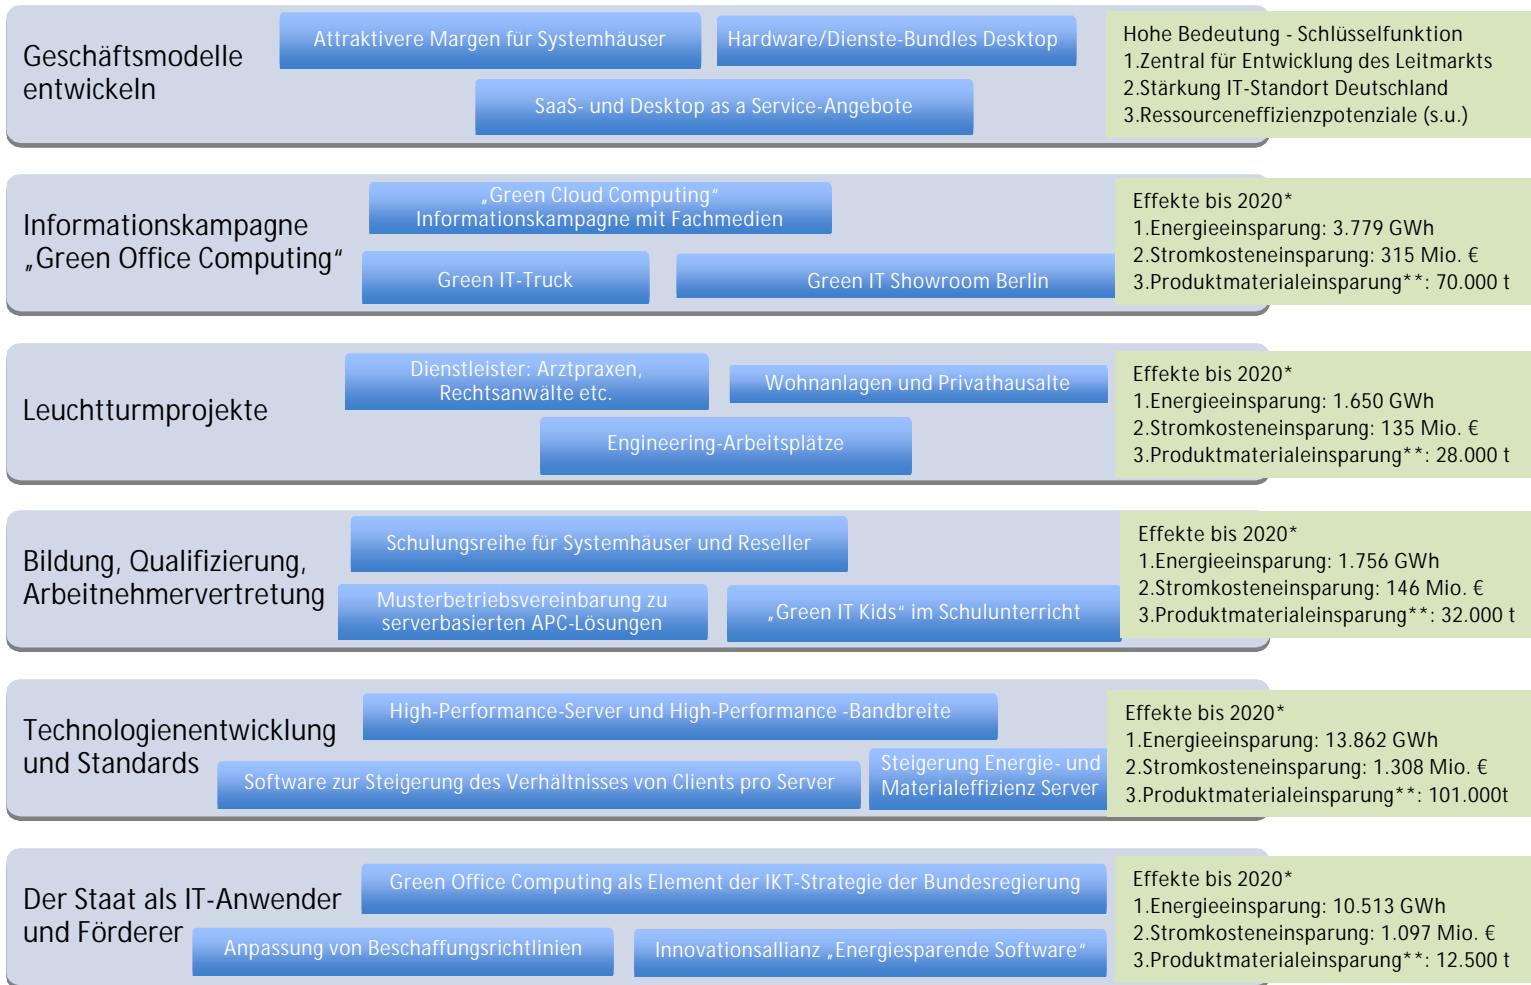 Geschäftsmodelle
entwickeln
Attraktivere Margen für Systemhäuser
Hardware/Dienste-Bundles Desktop
SaaS- und Desktop as a Service-Angebote
Hohe Bedeutung - Schlüsselfunktion
1.Zentral für Entwicklung des Leitmarkts
2.Stärkung IT-Standort Deutschland
3.Ressourceneffizienzpotenziale (s.u.)
Informationskampagne
„Green Office Computing“
„Green Cloud Computing“
Informationskampagne mit Fachmedien
Green IT-Truck
Green IT Showroom Berlin
Effekte bis 2020*
1.Energieeinsparung: 3.779 GWh
2.Stromkosteneinsparung: 315 Mio. €
3.Produktmaterialeinsparung**: 70.000 t
Leuchtturmprojekte
Dienstleister: Arztpraxen,
Rechtsanwälte etc.
Wohnanlagen und Privathausalte
Engineering-Arbeitsplätze
Effekte bis 2020*
1.Energieeinsparung: 1.650 GWh
2.Stromkosteneinsparung: 135 Mio. €
3.Produktmaterialeinsparung**: 28.000 t
Bildung, Qualifizierung,
Arbeitnehmervertretung
Schulungsreihe für Systemhäuser und Reseller
Musterbetriebsvereinbarung zu
serverbasierten APC-Lösungen
„Green IT Kids“ im Schulunterricht
Effekte bis 2020*
1.Energieeinsparung: 1.756 GWh
2.Stromkosteneinsparung: 146 Mio. €
3.Produktmaterialeinsparung**: 32.000 t
Technologienentwicklung
und Standards
High-Performance-Server und High-Performance -Bandbreite
Software zur Steigerung des Verhältnisses von Clients pro Server
Steigerung Energie- und
Materialeffizienz Server
Effekte bis 2020*
1.Energieeinsparung: 13.862 GWh
2.Stromkosteneinsparung: 1.308 Mio. €
3.Produktmaterialeinsparung**: 101.000t
Der Staat als IT-Anwender
und Förderer
Green Office Computing als Element der IKT-Strategie der Bundesregierung
Anpassung von Beschaffungsrichtlinien
Innovationsallianz „Energiesparende Software“
Effekte bis 2020*
1.Energieeinsparung: 10.513 GWh
2.Stromkosteneinsparung: 1.097 Mio. €
3.Produktmaterialeinsparung**: 12.500 t